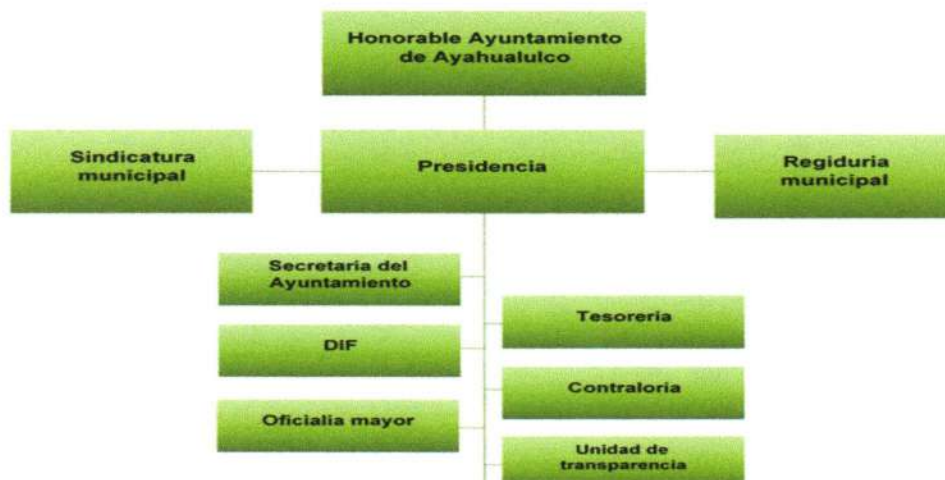 Honorable Ayuntamiento
de Ayahualulco
Sindicatura
municipal
Presidencia
Regiduria
municipal
Secretaria del
Ayuntamiento
Tesoreria
DIF
Contraloría
Oficialia mayor
Unidad de
transparencia